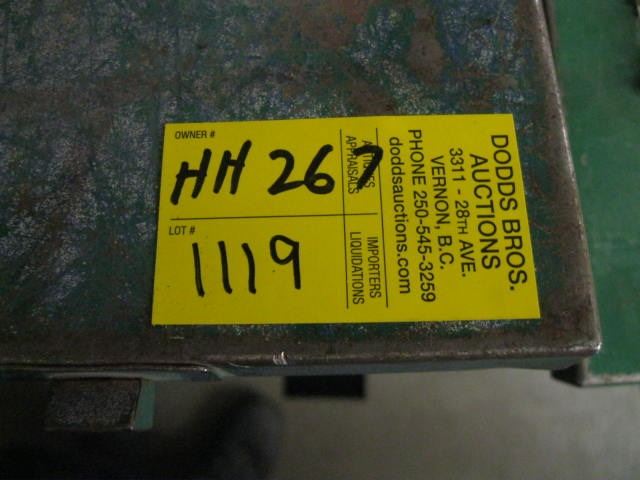 OWNER #
HH 267
LOT #
1119
ANTIQUES
APPRAISALS
IMPORTERS
LIQUIDATIONS
DODDS BROS.
AUCTIONS
3311 - 28TH AVE.
VERNON, B.C.
PHONE 250-545-3259
doddsauctions.com